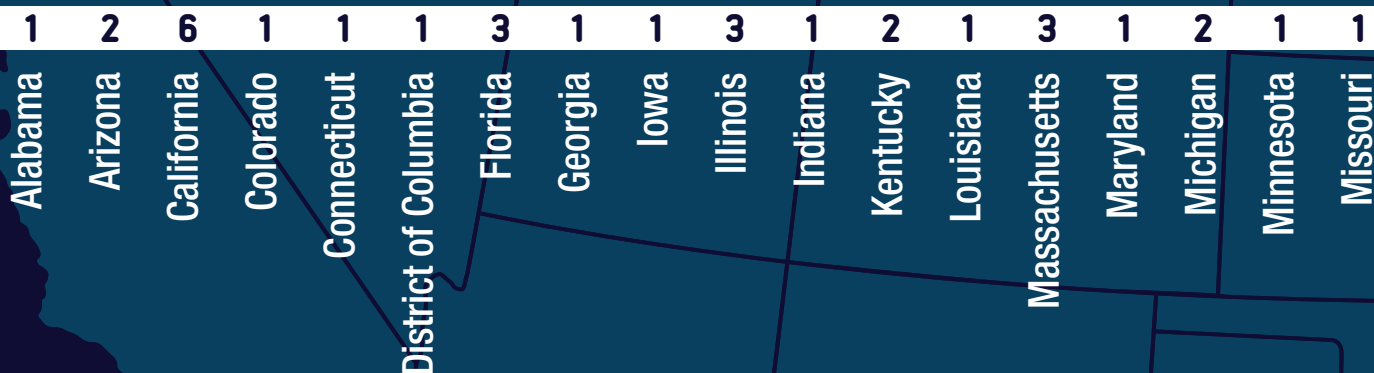 1 2 6 1 1 1 3 1 1 3 1 2 1 3 1 2 1 1
Alabama
Arizona
California
Colorado
Connecticut
District of Columbia
Florida
Georgia
Iowa
Illinois
Indiana
Kentucky
Louisiana
Massachusetts
Maryland
Michigan
Minnesota
Missouri